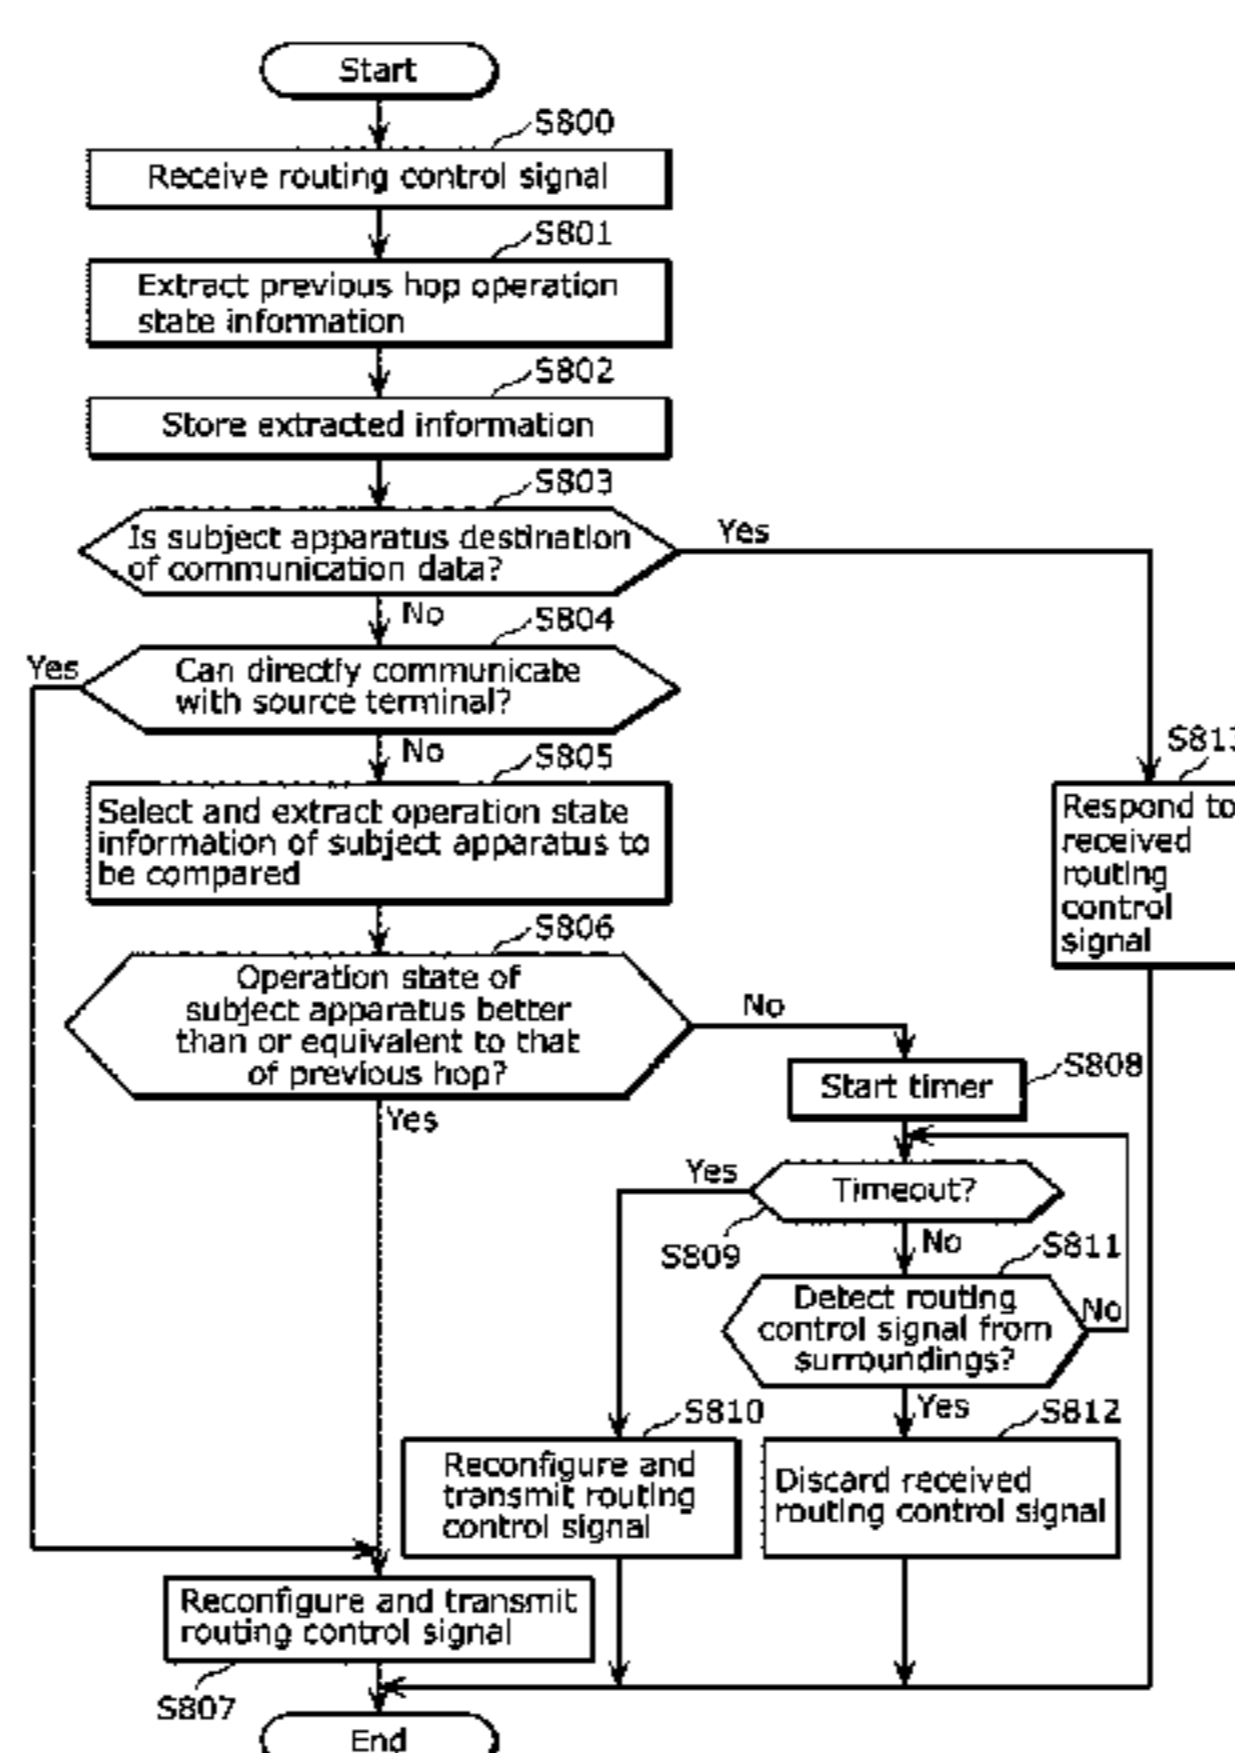 Start
S800
Receive routing control signal
S801
Extract previous hop operation
state information
S802
Store extracted information
S803
Is subject apparatus destination
of communication data?
Yes
No
S804
Can directly communicate
with source terminal?
Yes
No
S805
Select and extract operation state
information of subject apparatus to
be compared
S813
Respond to
received
routing
control
signal
S806
Operation state of
subject apparatus better
than or equivalent to that
of previous hop?
No
Yes
S808
Start timer
Timeout?
Yes
S809
No
S811
Detect routing
control signal from
surroundings?
No
Yes
S810
Reconfigure and
transmit routing
control signal
S812
Discard received
routing control signal
Reconfigure and transmit
routing control signal
S807
End